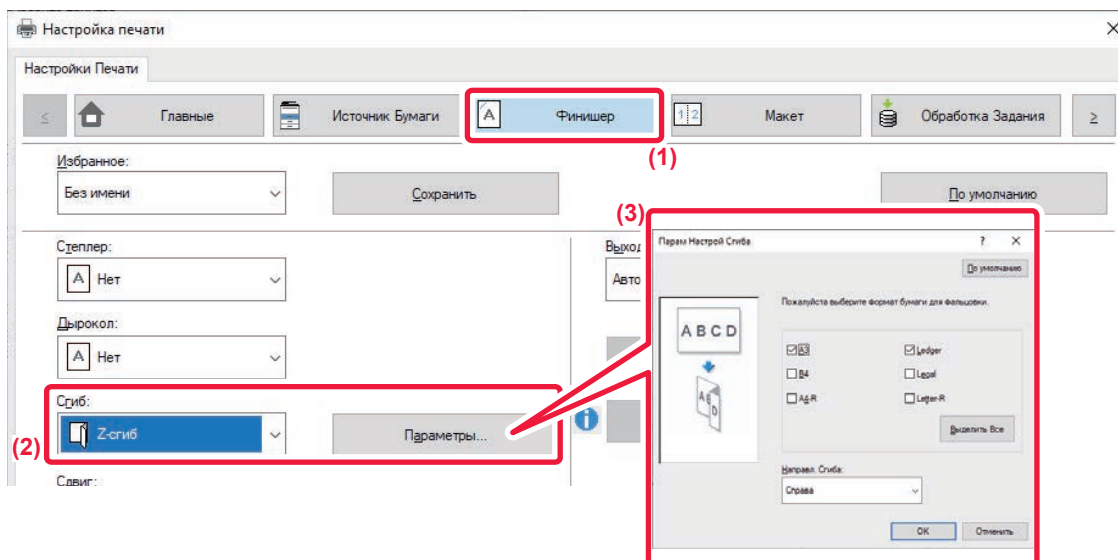 Настройка печати
Настройки Печати
Главные
Источник Бумаги
Финишер
Макет
Обработка Задания
(1)
Избранное:
Без имени
Сохранить
По умолчанию
Степлер:
Нет
Дырокол:
Нет
Сгиб:
(2)
Z-сгиб
Параметры...
Сдвиг:
Выход
Авто
(3)
Парам Настрой Сгиба
По умолчанию
Пожалуйста выберите формат бумаги для фальцовки.
A B C D
A3
Ledger
B4
Legal
A4-R
Letter-R
Выделить Все
Направл. Сгиба:
Справа
OK
Отменить